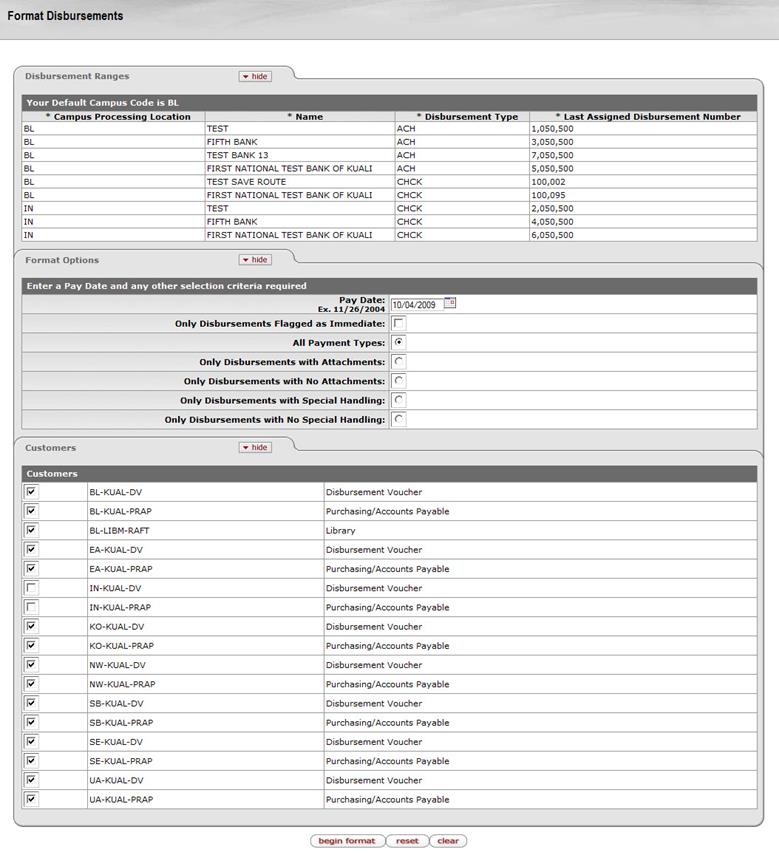 Format Disbursements
Disbursement Ranges
hide
Your Default Campus Code is BL
* Campus Processing Location * Name * Disbursement Type * Last Assigned Disbursement Number
BL TEST ACH 1,050,500
BL FIFTH BANK ACH 3,050,500
BL TEST BANK 13 ACH 7,050,500
BL FIRST NATIONAL TEST BANK OF KUALI ACH 5,050,500
BL TEST SAVE ROUTE CHCK 100,002
BL FIRST NATIONAL TEST BANK OF KUALI CHCK 100,095
IN TEST CHCK 2,050,500
IN FIFTH BANK CHCK 4,050,500
IN FIRST NATIONAL TEST BANK OF KUALI CHCK 6,050,500
Format Options
hide
Enter a Pay Date and any other selection criteria required
Pay Date: 10/04/2009
Ex. 11/26/2004
Only Disbursements Flagged as Immediate:
All Payment Types:
Only Disbursements with Attachments:
Only Disbursements with No Attachments:
Only Disbursements with Special Handling:
Only Disbursements with No Special Handling:
Customers
hide
Customers
BL-KUAL-DV Disbursement Voucher
BL-KUAL-PRAP Purchasing/Accounts Payable
BL-LIBM-RAFT Library
EA-KUAL-DV Disbursement Voucher
EA-KUAL-PRAP Purchasing/Accounts Payable
IN-KUAL-DV Disbursement Voucher
IN-KUAL-PRAP Purchasing/Accounts Payable
KO-KUAL-DV Disbursement Voucher
KO-KUAL-PRAP Purchasing/Accounts Payable
NW-KUAL-DV Disbursement Voucher
NW-KUAL-PRAP Purchasing/Accounts Payable
SB-KUAL-DV Disbursement Voucher
SB-KUAL-PRAP Purchasing/Accounts Payable
SE-KUAL-DV Disbursement Voucher
SE-KUAL-PRAP Purchasing/Accounts Payable
UA-KUAL-DV Disbursement Voucher
UA-KUAL-PRAP Purchasing/Accounts Payable
begin format reset clear